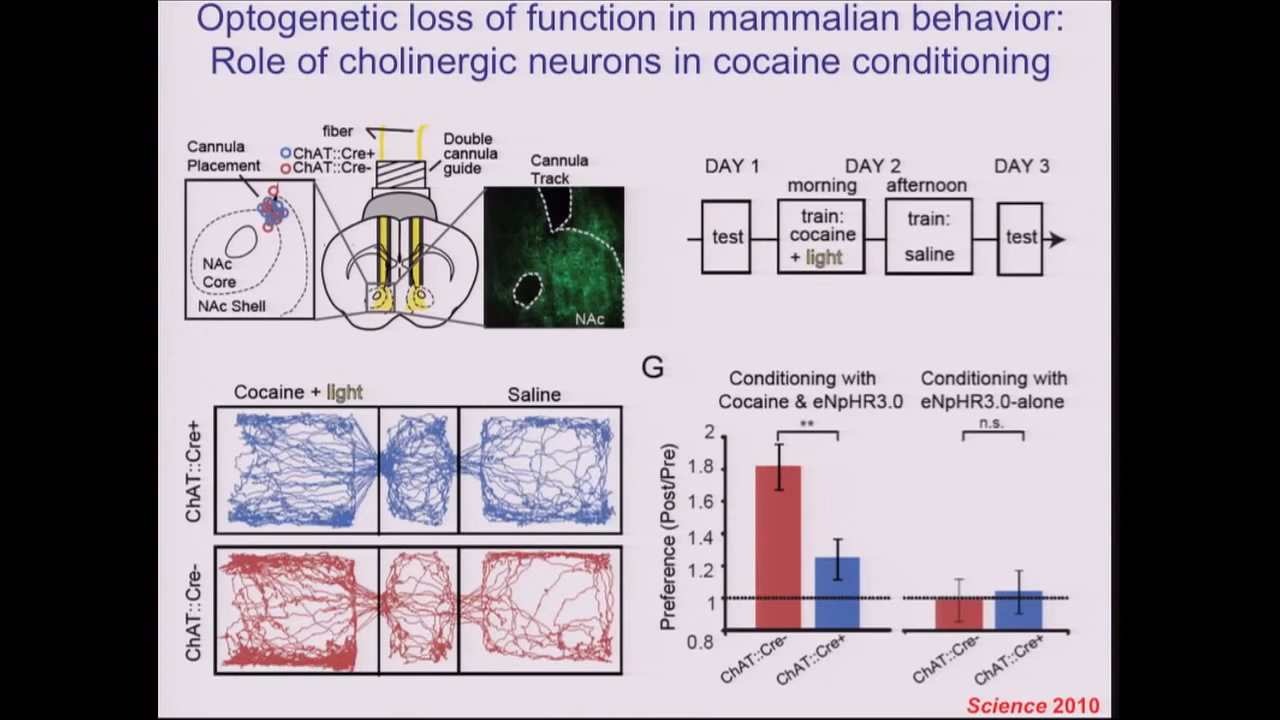 Optogenetic loss of function in mammalian behavior:
Role of cholinergic neurons in cocaine conditioning
fiber
Cannula
Placement
ChAT::Cre+
ChAT::Cre-
Double
cannula
guide
Cannula
Track
NAc
Core
NAc Shell
NAc
DAY 1
DAY 2
DAY 3
morning
afternoon
test
train:
cocaine
+ light
train:
saline
test
Cocaine + light
Saline
ChAT::Cre+
ChAT::Cre-
G
Conditioning with
Cocaine & eNpHR3.0
Conditioning with
eNpHR3.0-alone
**
n.s.
Preference (Post/Pre)
2
1.8
1.6
1.4
1.2
1
0.8
ChAT::Cre-
ChAT::Cre+
ChAT::Cre-
ChAT::Cre+
Science 2010